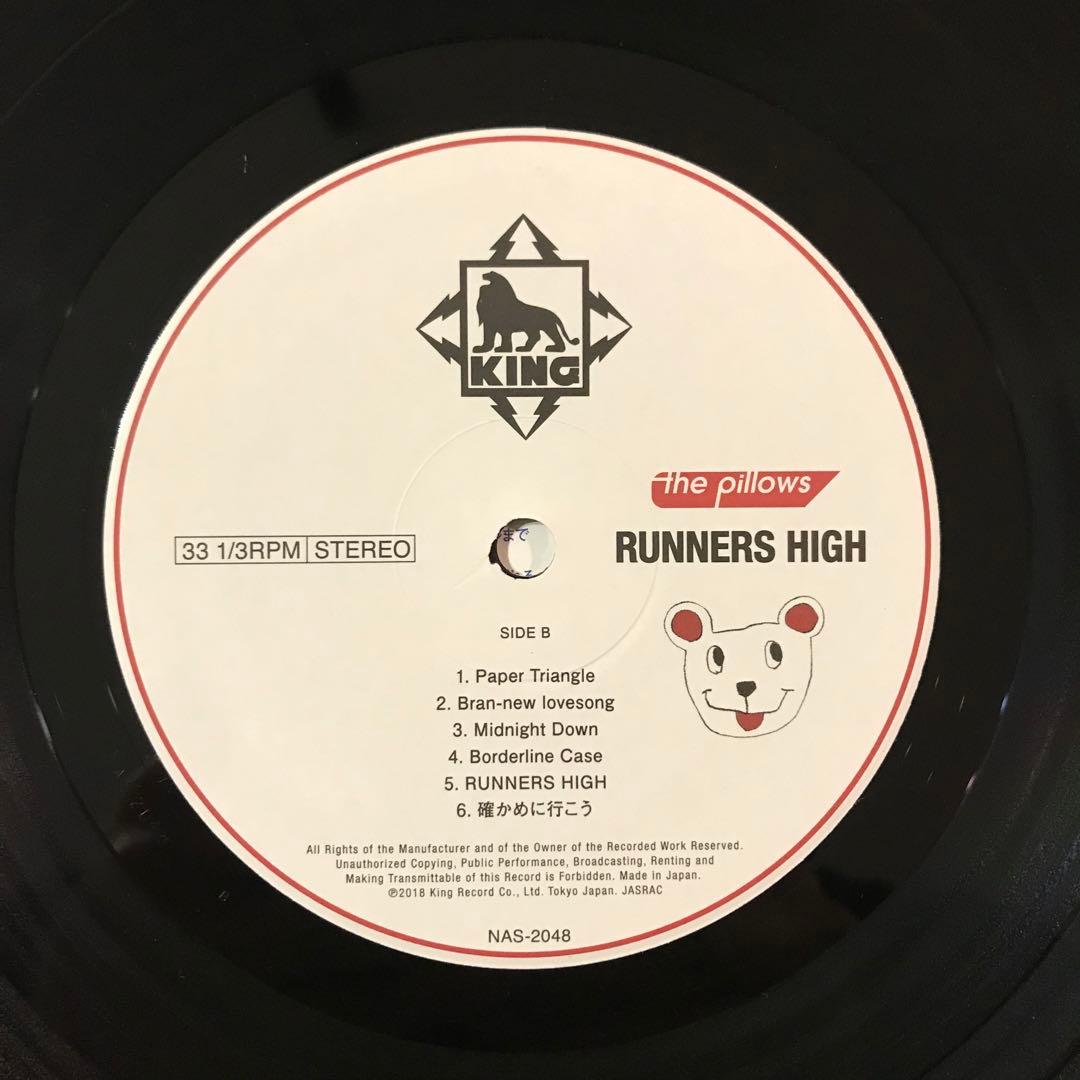 KING
the pillows
RUNNERS HIGH
33 1/3RPM STEREO
まで
SIDE B
1. Paper Triangle
2. Bran-new lovesong
3. Midnight Down
4. Borderline Case
5. RUNNERS HIGH
6. 確かめに行こう
All Rights of the Manufacturer and of the Owner of the Recorded Work Reserved.
Unauthorized Copying, Public Performance, Broadcasting, Renting and
Making Transmittable of this Record is Forbidden. Made in Japan.
℗2018 King Record Co., Ltd. Tokyo Japan. JASRAC
NAS-2048